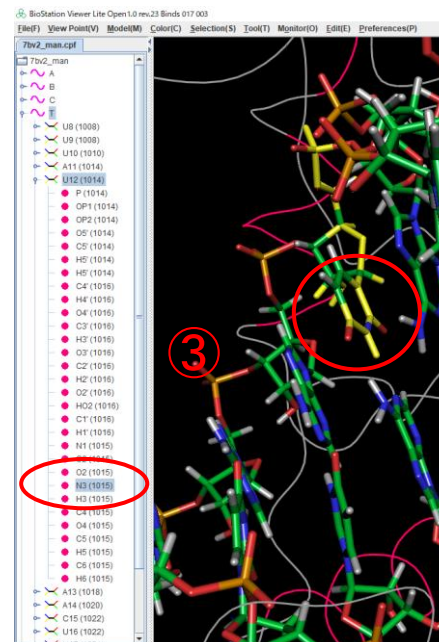 BioStation Viewer Lite Open1.0 rev.23 Binds 017 003
File(F) View Point(V) Model(M) Color(C) Selection(S) Tool(T) Monitor(O) Edit(E) Preferences(P)
7bv2_man.cpf
7bv2_man
A
B
C
T
U8 (1008)
U9 (1008)
U10 (1010)
A11 (1014)
U12 (1014)
P (1014)
OP1 (1014)
OP2 (1014)
O5' (1014)
C5' (1014)
H5' (1014)
H5' (1014)
C4' (1016)
H4' (1016)
O4' (1016)
C3' (1016)
H3' (1016)
O3' (1016)
C2' (1016)
H2' (1016)
O2' (1016)
HO2 (1016)
C1' (1016)
H1' (1016)
N1 (1015)
O2 (1015)
N3 (1015)
H3 (1015)
C4 (1015)
O4 (1015)
C5 (1015)
H5 (1015)
C6 (1015)
H6 (1015)
A13 (1018)
A14 (1020)
C15 (1022)
U16 (1022)
③